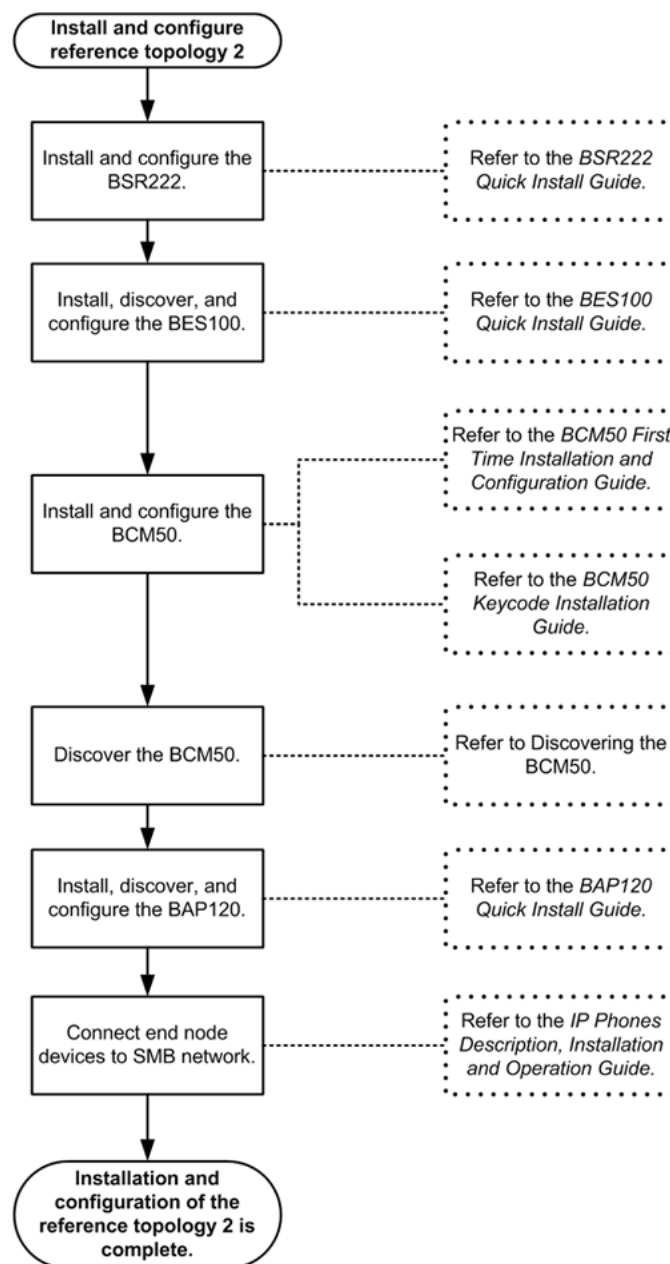 Install and configure
reference topology 2
Install and configure the
BSR222.
Refer to the BSR222
Quick Install Guide.
Install, discover, and
configure the BES100.
Refer to the BES100
Quick Install Guide.
Refer to the BCM50 First
Time Installation and
Configuration Guide.
Install and configure the
BCM50.
Refer to the BCM50
Keycode Installation
Guide.
Discover the BCM50.
Refer to Discovering the
BCM50.
Install, discover, and
configure the BAP120.
Refer to the BAP120
Quick Install Guide.
Connect end node
devices to SMB network.
Refer to the IP Phones
Description, Installation
and Operation Guide.
Installation and
configuration of the
reference topology 2 is
complete.